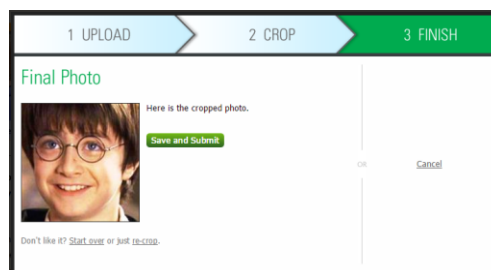 1 UPLOAD
2 CROP
3 FINISH
Final Photo
Here is the cropped photo.
Save and Submit
OR
Cancel
Don't like it? Start over or just re-crop.